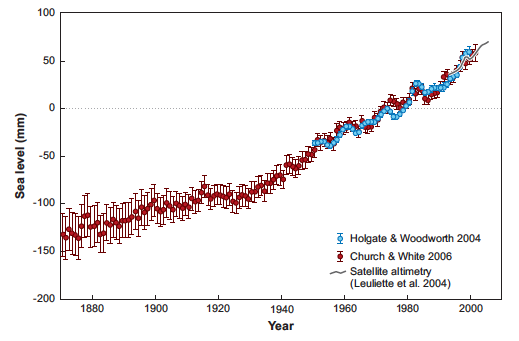 100
50
0
-50
-100
-150
-200
Sea level (mm)
1880 1900 1920 1940 1960 1980 2000
Year
Holgate & Woodworth 2004
Church & White 2006
Satellite altimetry
(Leuliette et al. 2004)